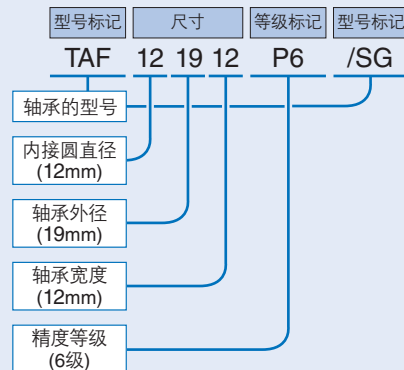 型号标记 尺寸 等级标记 型号标记
TAF 12 19 12 P6 /SG
轴承的型号
内接圆直径
(12mm)
轴承外径
(19mm)
轴承宽度
(12mm)
精度等级
(6级)